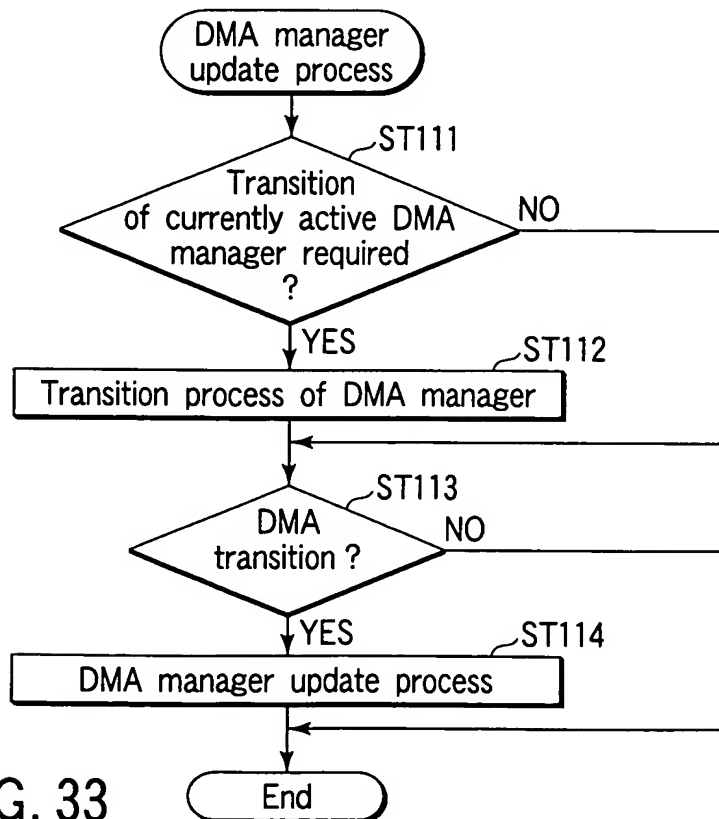 DMA manager
update process
ST111
Transition
of currently active DMA
manager required
?
NO
YES
ST112
Transition process of DMA manager
ST113
DMA
transition ?
NO
YES
ST114
DMA manager update process
End
G. 33